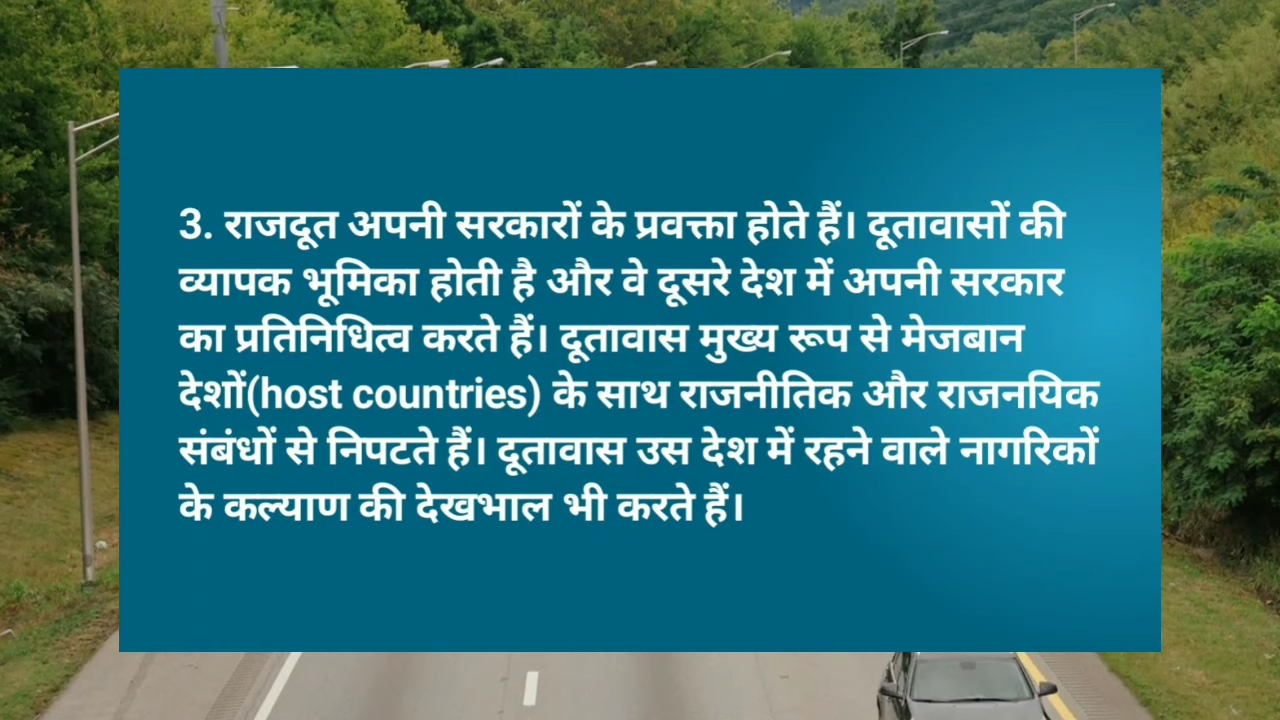 3. राजदूत अपनी सरकारों के प्रवक्ता होते हैं। दूतावासों की
व्यापक भूमिका होती है और वे दूसरे देश में अपनी सरकार
का प्रतिनिधित्व करते हैं। दूतावास मुख्य रूप से मेजबान
देशों(host countries) के साथ राजनीतिक और राजनयिक
संबंधों से निपटते हैं। दूतावास उस देश में रहने वाले नागरिकों
के कल्याण की देखभाल भी करते हैं।